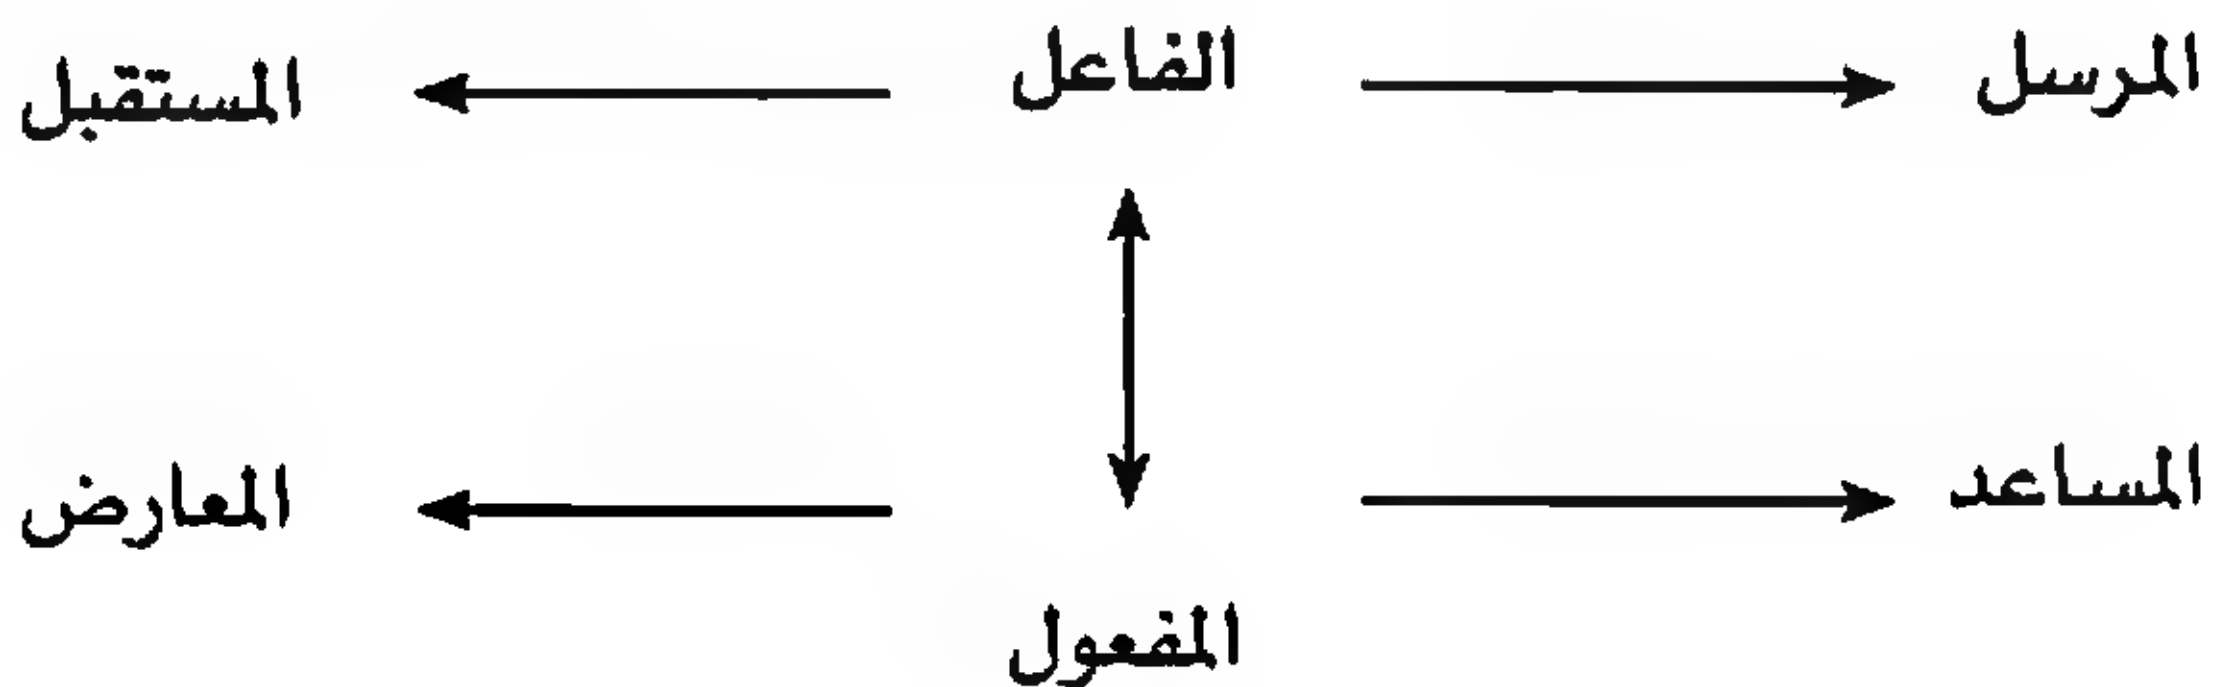 المرسل الفاعل المستقبل
المساعد المعارض
المفعول